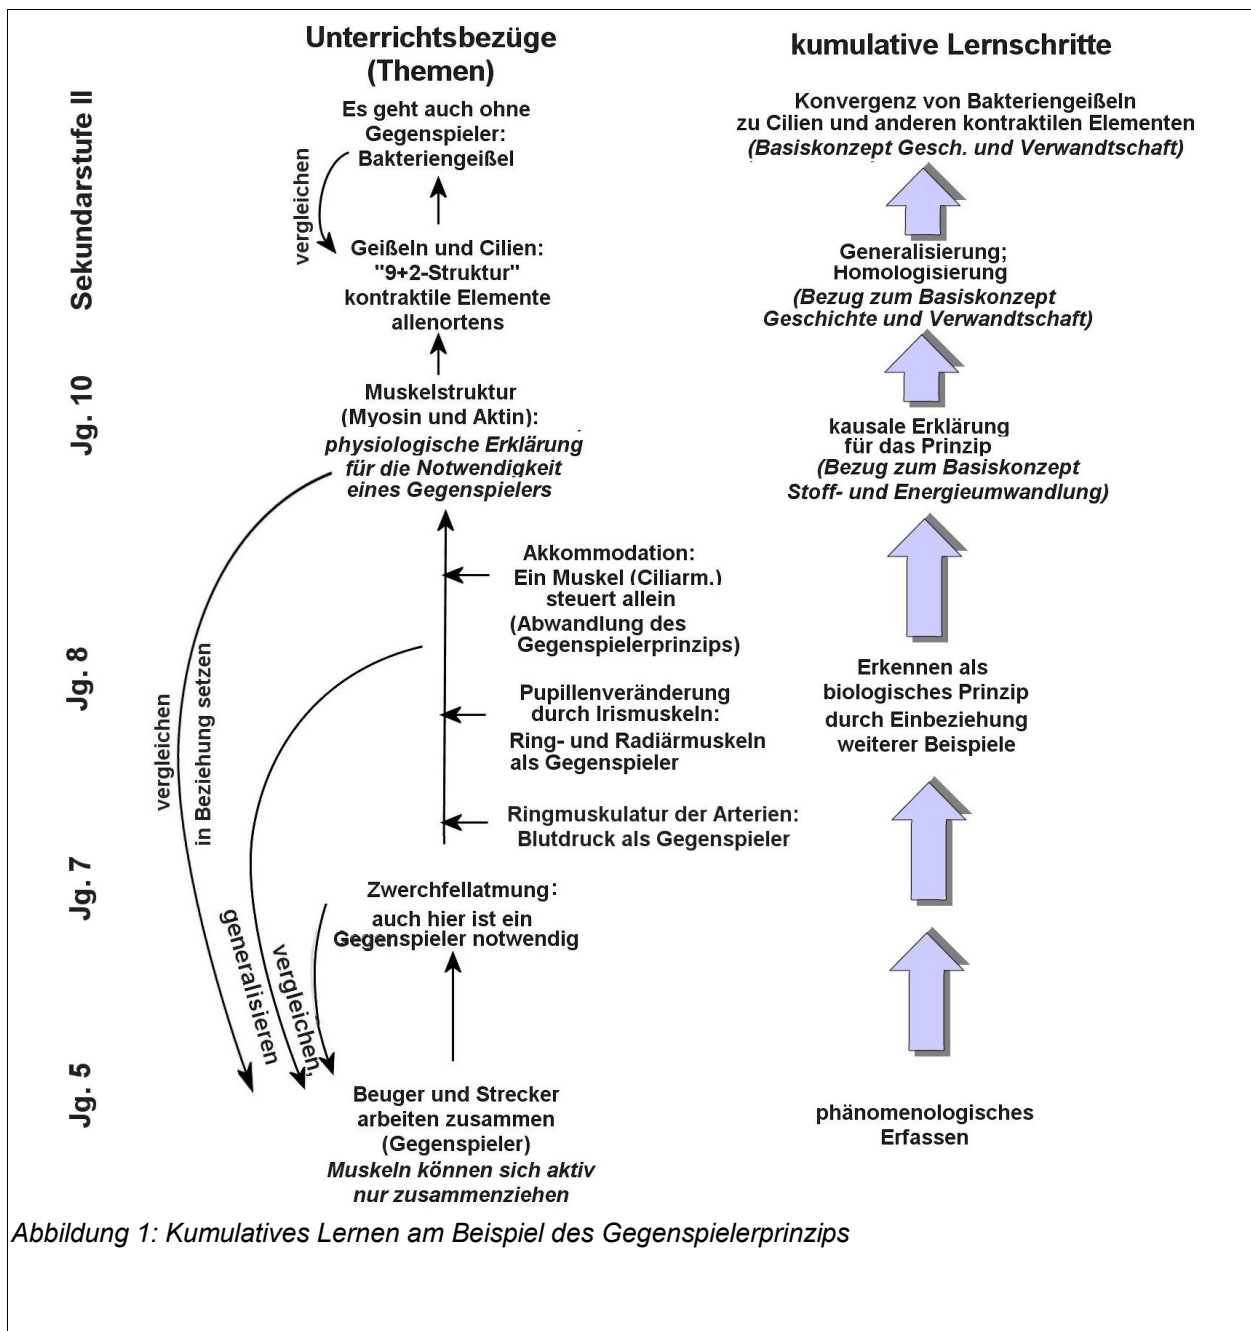 Unterrichtsbezüge
(Themen)
kumulative Lernschritte
Sekundarstufe II
Es geht auch ohne
Gegenspieler:
Bakteriengeißel
vergleichen
Geißeln und Cilien:
"9+2-Struktur"
kontraktile Elemente
allenortens
Konvergenz von Bakteriengeißeln
zu Cilien und anderen kontraktilen Elementen
(Basiskonzept Gesch. und Verwandtschaft)
Generalisierung;
Homologisierung
(Bezug zum Basiskonzept
Geschichte und Verwandtschaft)
Jg. 10
Muskelstruktur
(Myosin und Aktin):
physiologische Erklärung
für die Notwendigkeit
eines Gegenspielers
kausale Erklärung
für das Prinzip
(Bezug zum Basiskonzept
Stoff- und Energieumwandlung)
Jg. 8
vergleichen
in Beziehung setzen
Akkommodation:
Ein Muskel (Ciliarm.)
steuert allein
(Abwandlung des
Gegenspielerprinzips)
Pupillenveränderung
durch Irismuskeln:
Ring- und Radiärmuskeln
als Gegenspieler
Ringmuskulatur der Arterien:
Blutdruck als Gegenspieler
Erkennen als
biologisches Prinzip
durch Einbeziehung
weiterer Beispiele
Jg. 7
Zwerchfellatmung:
auch hier ist ein
Gegenspieler notwendig
vergleichen,
generalisieren
Jg. 5
Beuger und Strecker
arbeiten zusammen
(Gegenspieler)
Muskeln können sich aktiv
nur zusammenziehen
phänomenologisches
Erfassen
Abbildung 1: Kumulatives Lernen am Beispiel des Gegenspielerprinzips